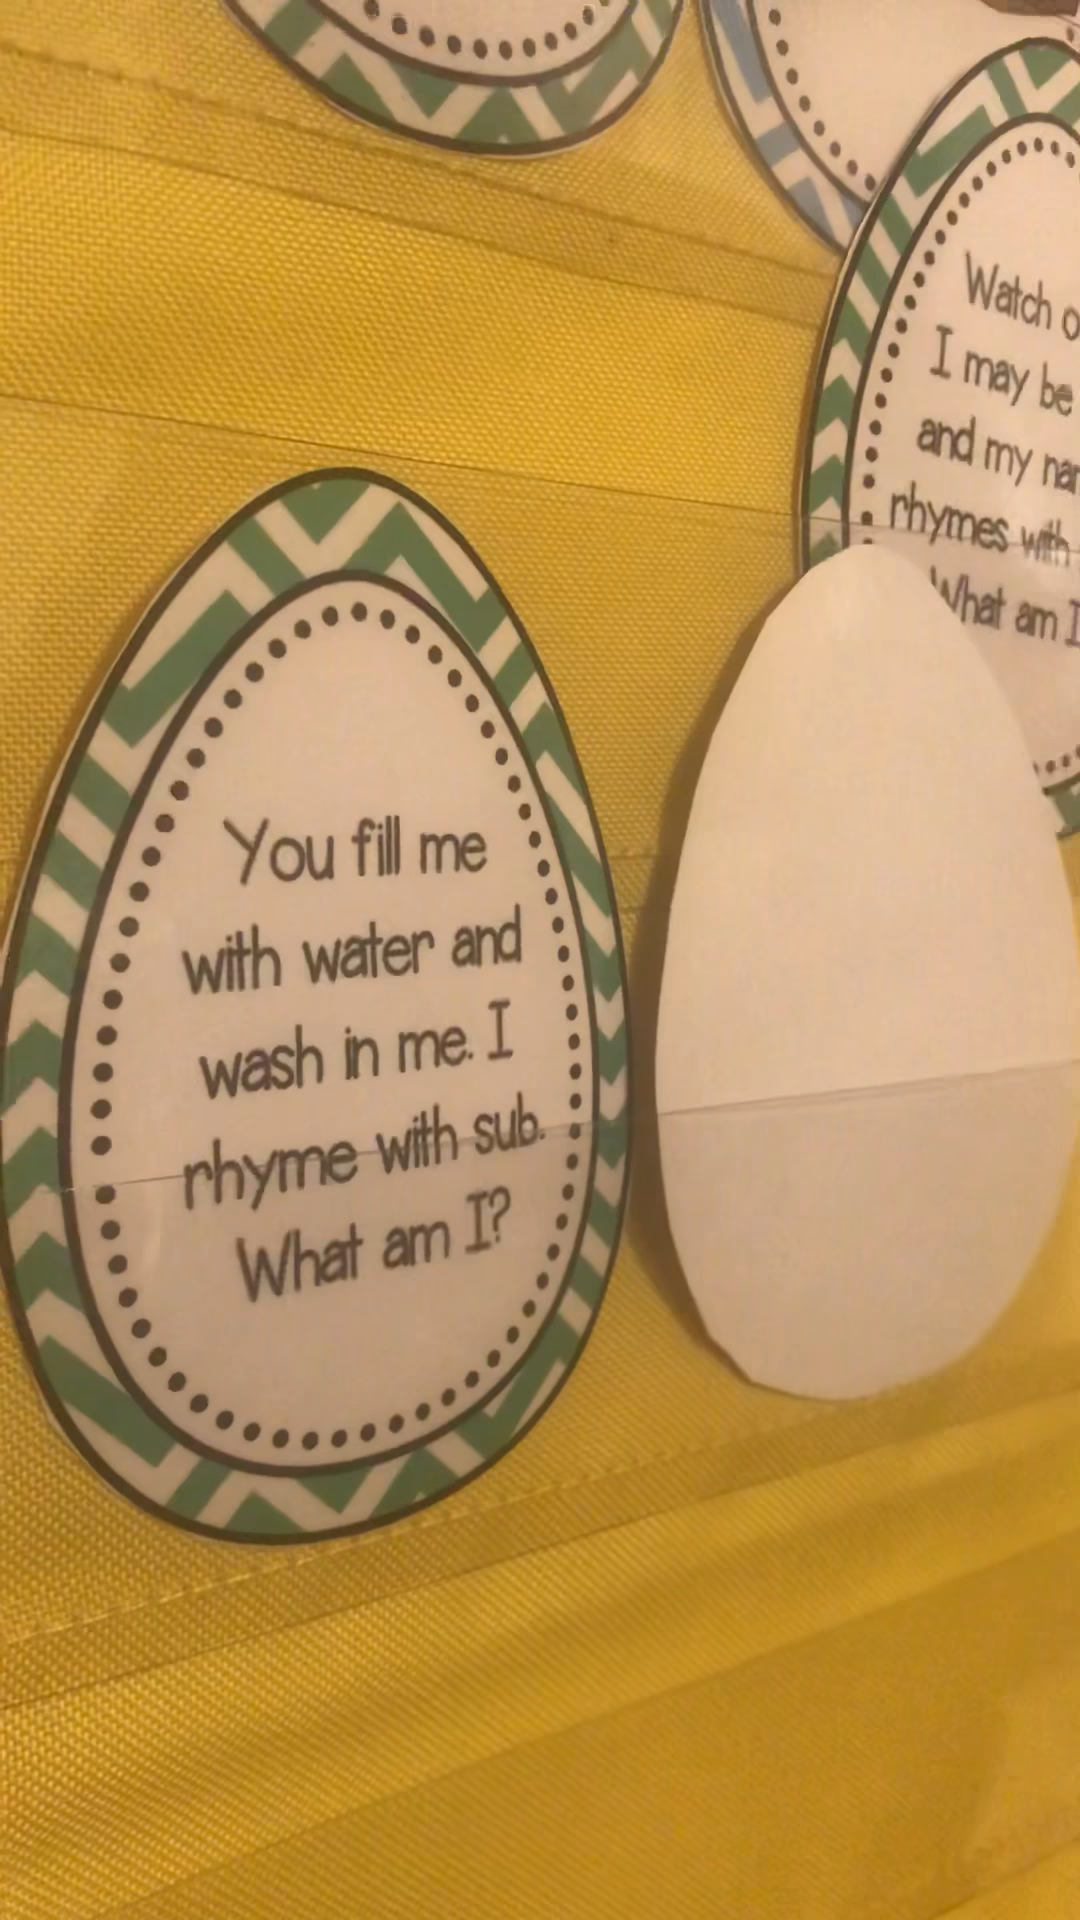 You fill me
with water and
wash in me. I
rhyme with sub.
What am I?
Watch
I may be
and my
rhymes with
What am I